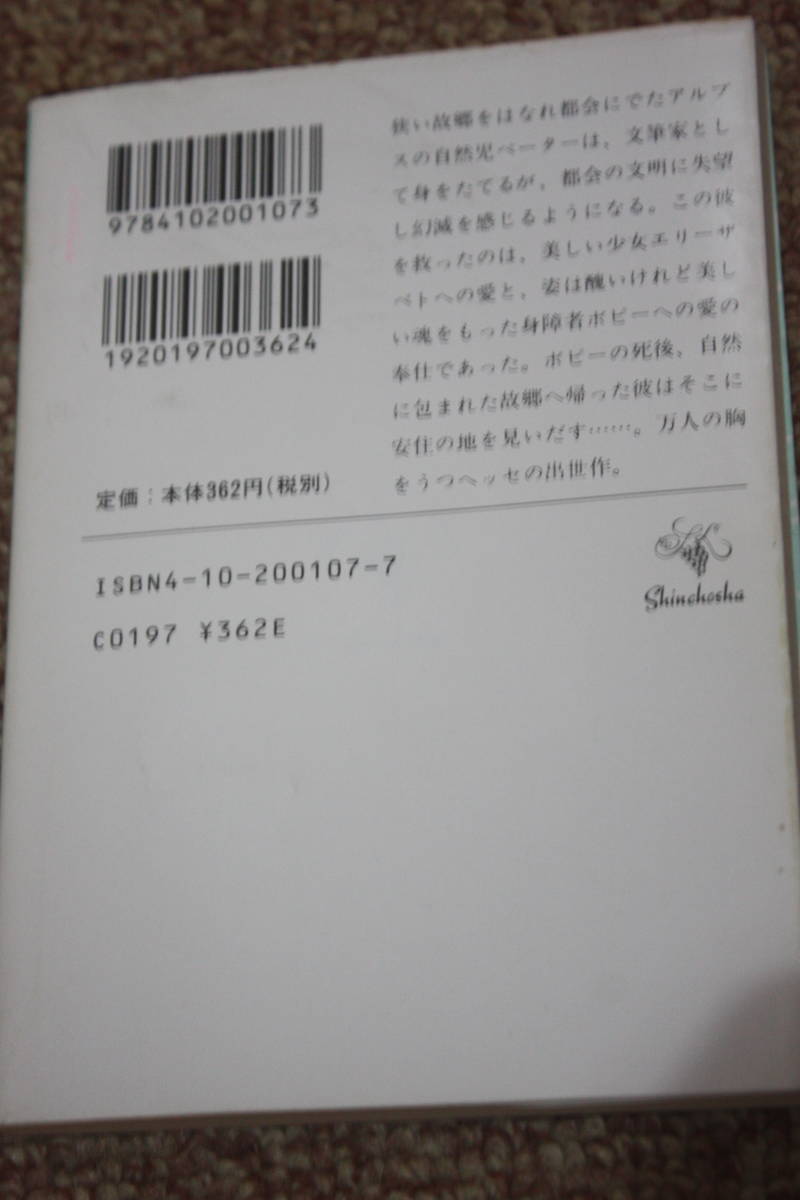 9784102001073
1920197003624
定価：本体362円（税別）
狭い故郷をはなれ都会にでたアルプ
スの自然児ペーターは、文筆家とし
て身をたてるが、都会の文明に失望
し幻滅を感じるようになる。この彼
を救ったのは、美しい少女エリーザ
ベトへの愛と、姿は醜いけれど美し
い魂をもった身障者ボピーへの愛の
奉仕であった。ボピーの死後、自然
に包まれた故郷へ帰った彼はそこに
安住の地を見いだす……。万人の胸
をうつヘッセの出世作。
ISBN4-10-200107-7
C0197 ¥362E
Shinchosha